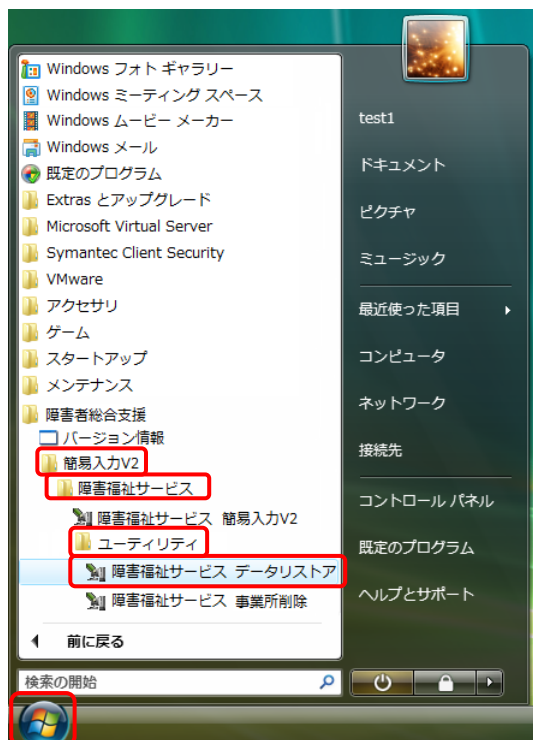 Windows フォト ギャラリー
Windows ミーティング スペース
Windows ムービー メーカー
Windows メール
既定のプログラム
Extras とアップグレード
Microsoft Virtual Server
Symantec Client Security
VMware
アクセサリ
ゲーム
スタートアップ
メンテナンス
障害者総合支援
バージョン情報
簡易入力V2
障害福祉サービス
障害福祉サービス 簡易入力V2
ユーティリティ
障害福祉サービス データリストア
障害福祉サービス 事業所削除
前に戻る
検索の開始
test1
ドキュメント
ピクチャ
ミュージック
最近使った項目
コンピュータ
ネットワーク
接続先
コントロール パネル
既定のプログラム
ヘルプとサポート